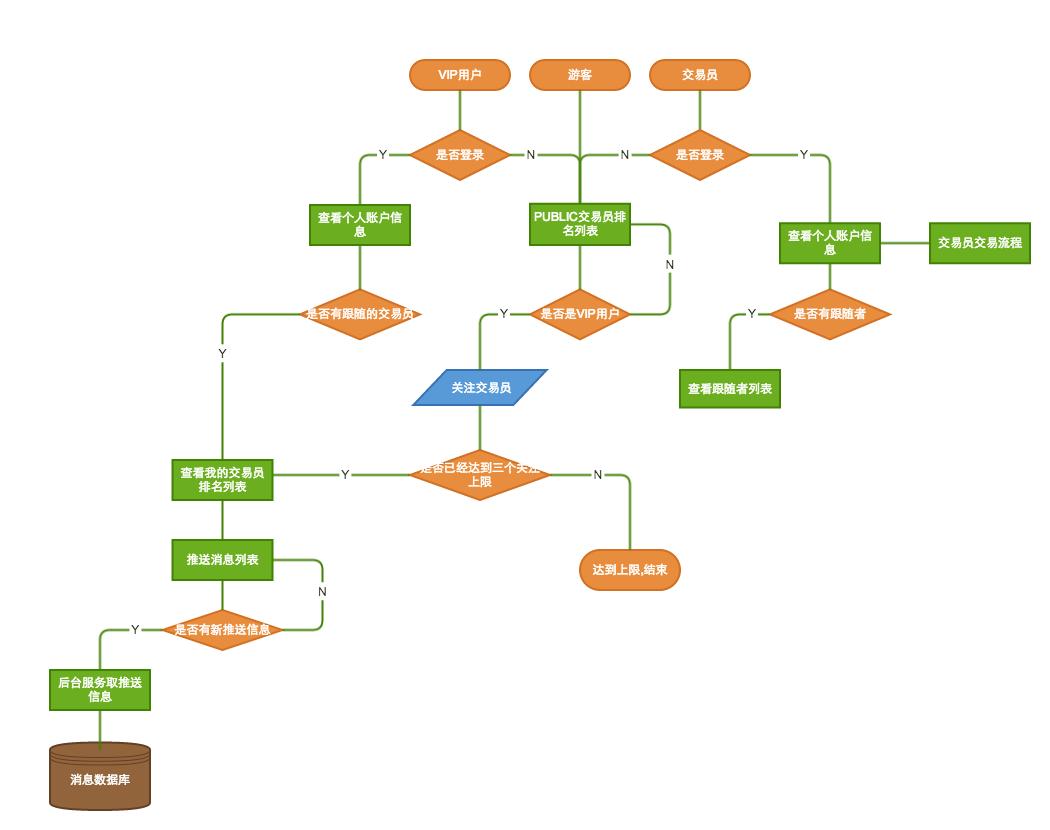 VIP用户
游客
交易员
是否登录
是否登录
Y
N
N
Y
查看个人账户信
息
PUBLIC交易员排
名列表
查看个人账户信
息
交易员交易流程
N
是否有跟随的交易员
Y
是否是VIP用户
Y
是否有跟随者
Y
关注交易员
查看跟随者列表
查看我的交易员
排名列表
Y
是否已经达到三个关注
上限
N
推送消息列表
达到上限,结束
N
Y
是否有新推送信息
后台服务取推送
信息
消息数据库